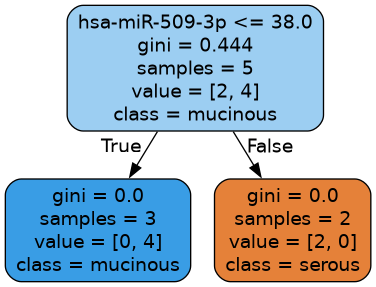 hsa-miR-509-3p <= 38.0
gini = 0.444
samples = 5
value = [2, 4]
class = mucinous
True
False
gini = 0.0
samples = 3
value = [0, 4]
class = mucinous
gini = 0.0
samples = 2
value = [2, 0]
class = serous